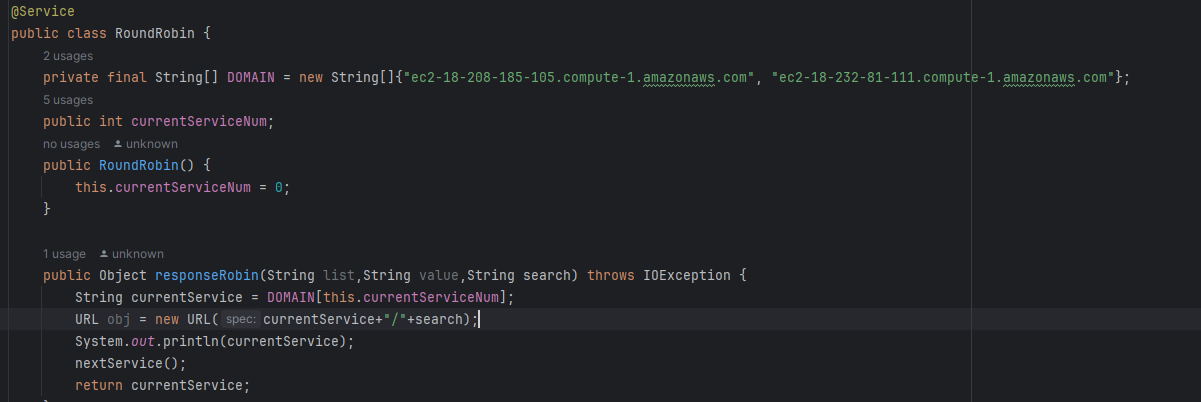 @Service
public class RoundRobin {
2 usages
private final String[] DOMAIN = new String[]{"ec2-18-208-185-105.compute-1.amazonaws.com", "ec2-18-232-81-111.compute-1.amazonaws.com"};
5 usages
public int currentServiceNum;
no usages unknown
public RoundRobin() {
this.currentServiceNum = 0;
}
1 usage unknown
public Object responseRobin(String list,String value,String search) throws IOException {
String currentService = DOMAIN[this.currentServiceNum];
URL obj = new URL( spec: currentService+"/"+search);
System.out.println(currentService);
nextService();
return currentService;